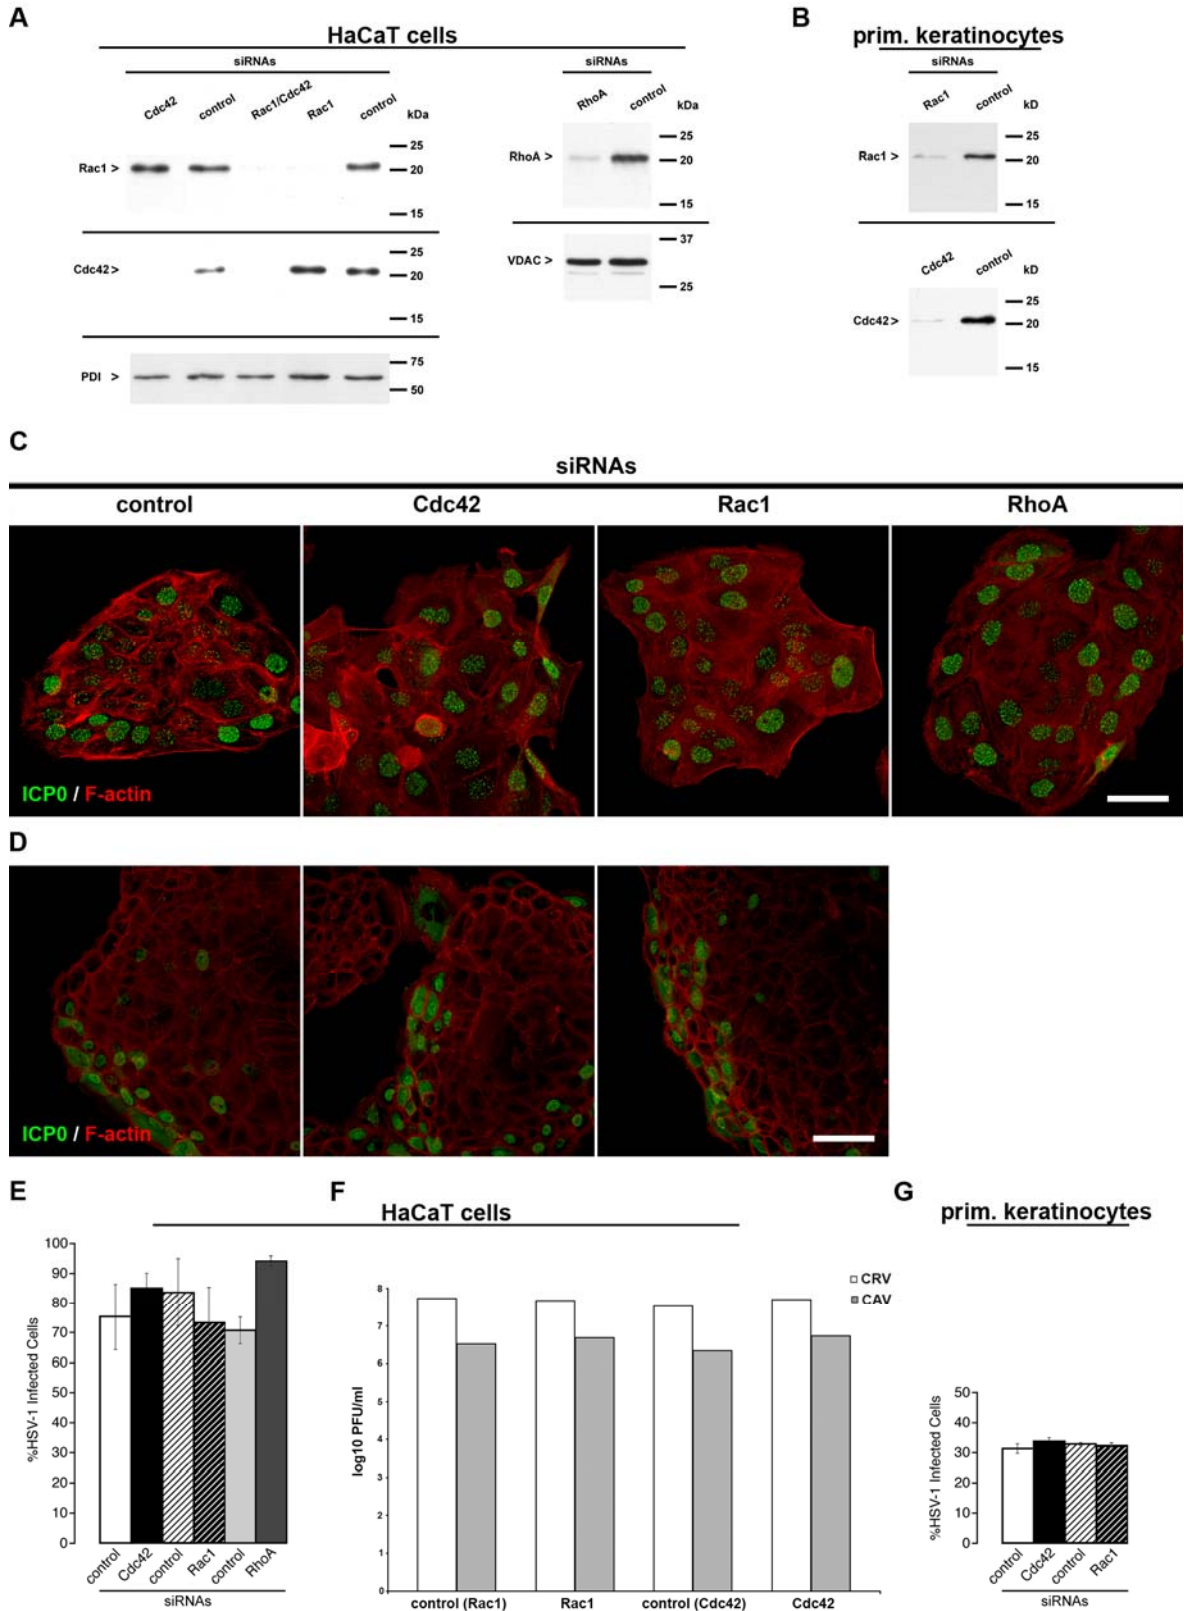 A
HaCaT cells
siRNAs
Cdc42 control Rac1/Cdc42 Rac1 control kDa
Rac1 >
25
20
15
Cdc42 >
25
20
15
PDI >
75
50
siRNAs
RhoA control kDa
RhoA >
25
20
15
VDAC >
37
25
B
prim. keratinocytes
siRNAs
Rac1 control kD
Rac1 >
25
20
15
Cdc42 control kD
Cdc42 >
25
20
15
C
siRNAs
control Cdc42 Rac1 RhoA
ICP0 / F-actin
D
ICP0 / F-actin
E
%HSV-1 Infected Cells
100
90
80
70
60
50
40
30
20
10
0
control Cdc42 control Rac1 control RhoA
siRNAs
F
HaCaT cells
CRV
CAV
log10 PFU/ml
8
7
6
5
4
3
2
1
0
control (Rac1) Rac1 control (Cdc42) Cdc42
G
prim. keratinocytes
%HSV-1 Infected Cells
50
40
30
20
10
0
control Cdc42 control Rac1
siRNAs